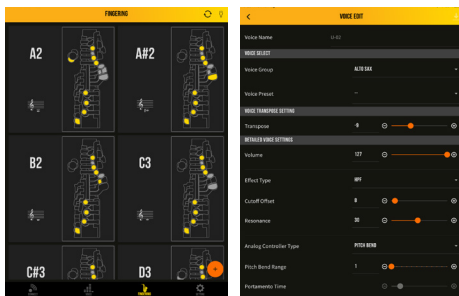 FINGERING
A2
A#2
B2
C3
C#3
D3
FINGERING
VOICE EDIT
Voice Name
VOICE SELECT
Voice Group
ALTO SAX
Voice Preset
--
VOICE TRANSPOSE SETTING
Transpose
-9
DETAILED VOICE SETTINGS
Volume
127
Effect Type
HPF
Cutoff Offset
Resonance
30
Analog Controller Type
PITCH BEND
Pitch Bend Range
1
Portamento Time